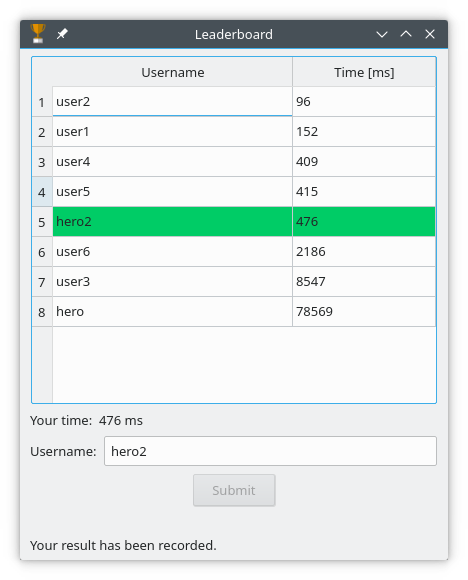 Leaderboard
Username Time [ms]
1 user2 96
2 user1 152
3 user4 409
4 user5 415
5 hero2 476
6 user6 2186
7 user3 8547
8 hero 78569
Your time: 476 ms
Username: hero2
Submit
Your result has been recorded.